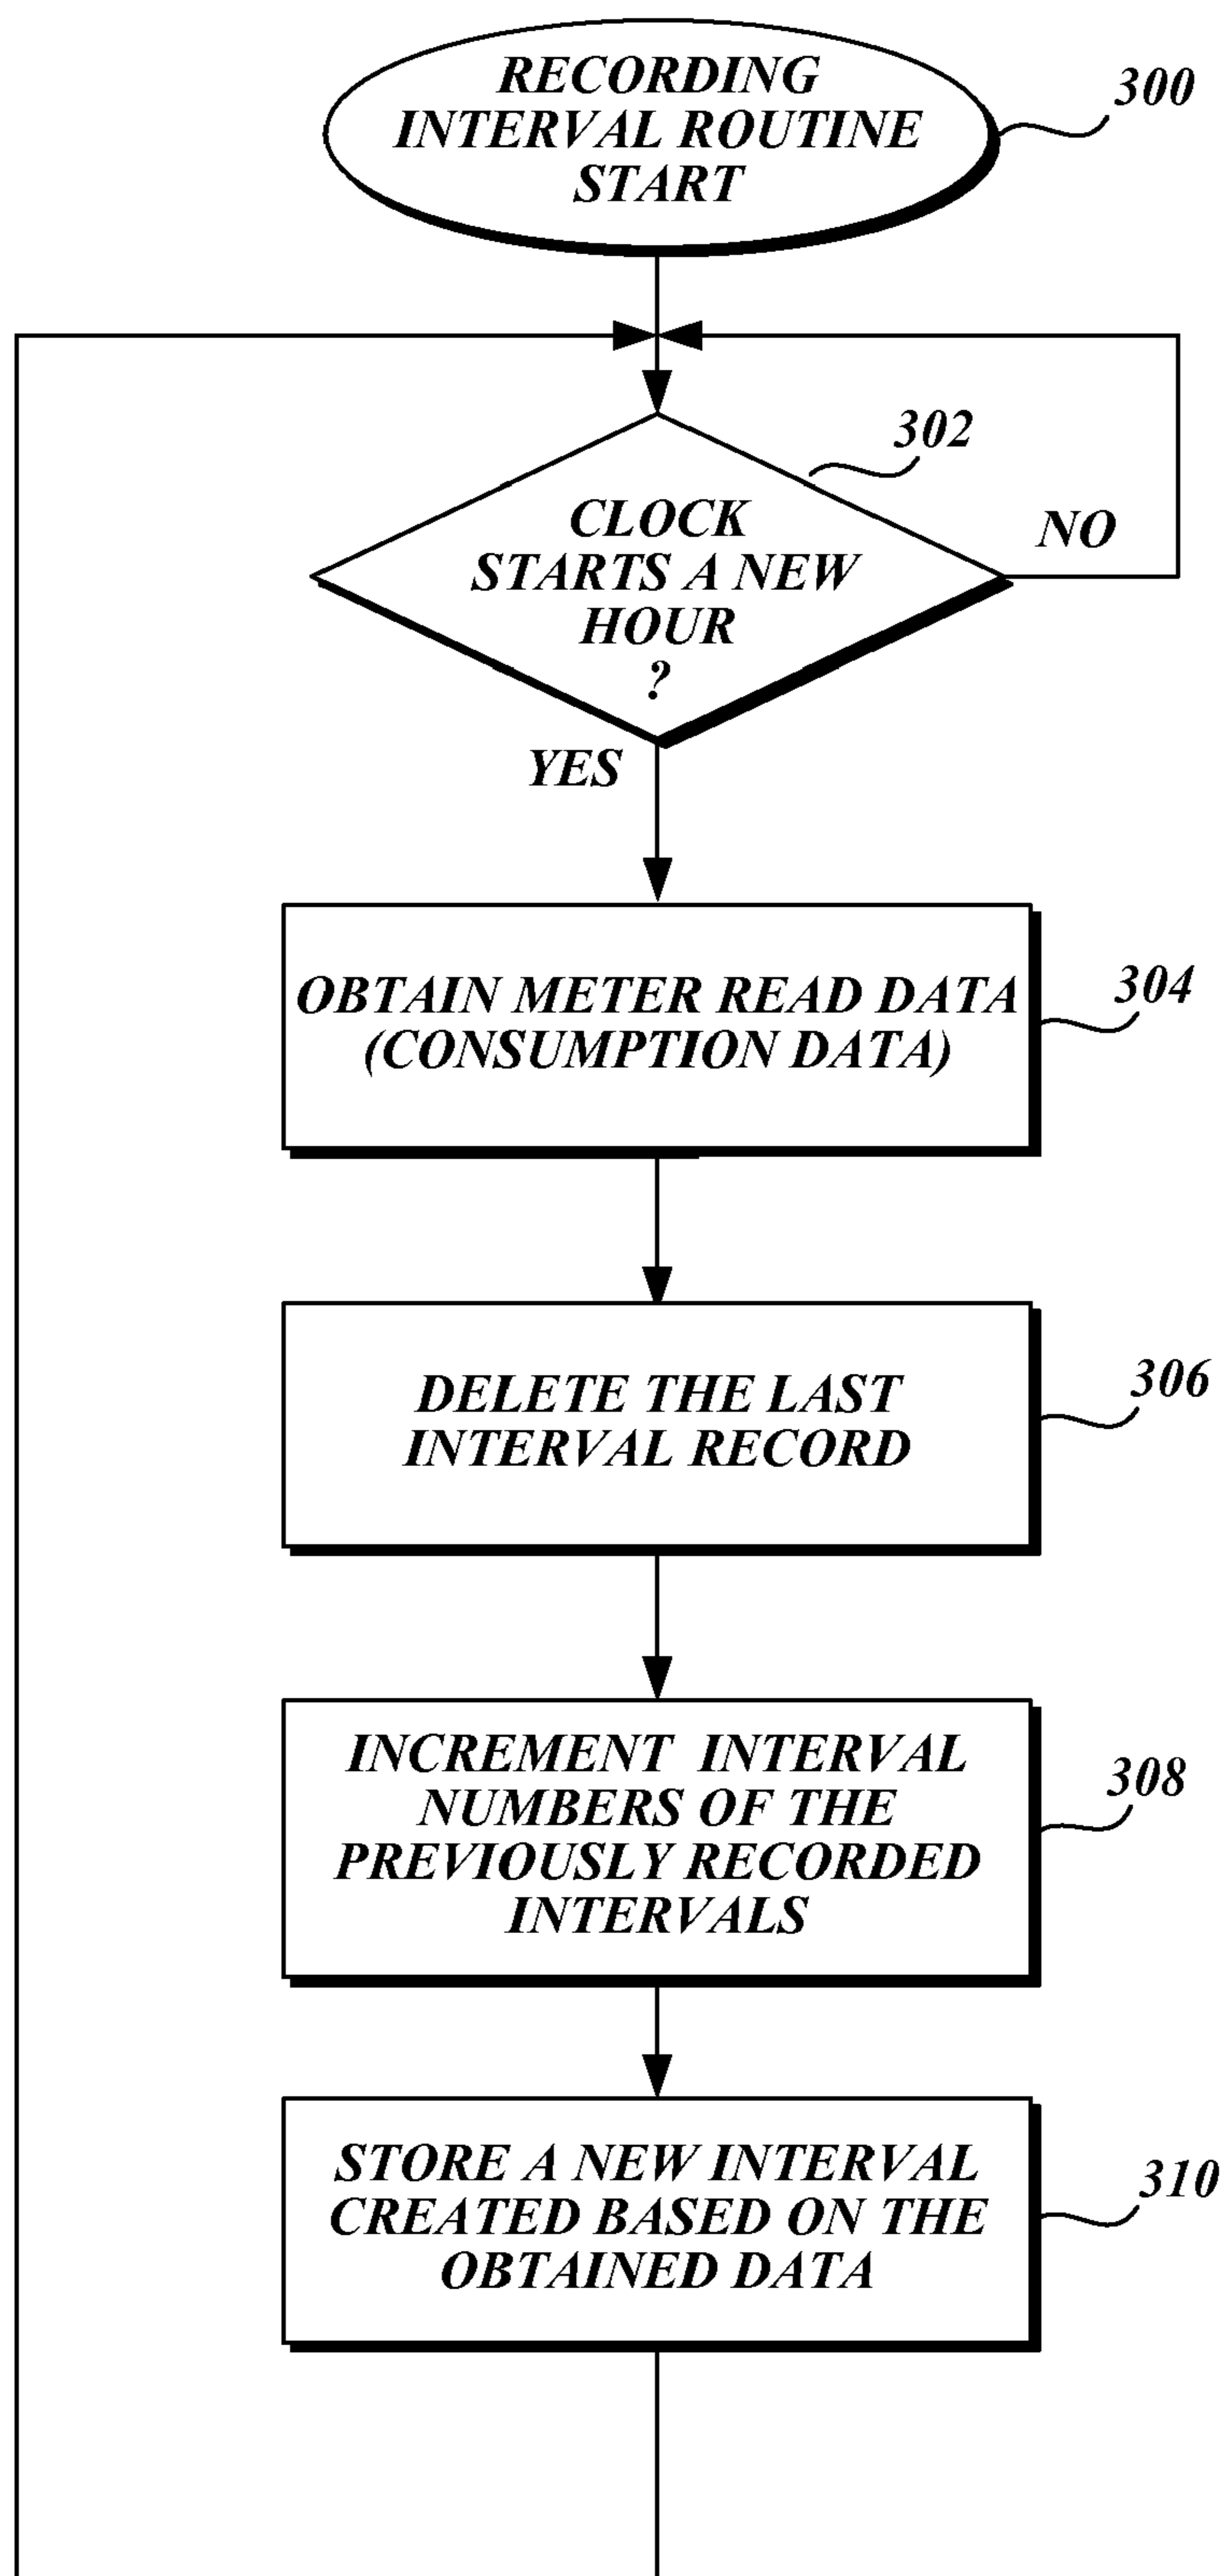 RECORDING
INTERVAL ROUTINE
START
300
302
CLOCK
STARTS A NEW
HOUR
?
NO
YES
OBTAIN METER READ DATA
(CONSUMPTION DATA)
304
DELETE THE LAST
INTERVAL RECORD
306
INCREMENT INTERVAL
NUMBERS OF THE
PREVIOUSLY RECORDED
INTERVALS
308
STORE A NEW INTERVAL
CREATED BASED ON THE
OBTAINED DATA
310